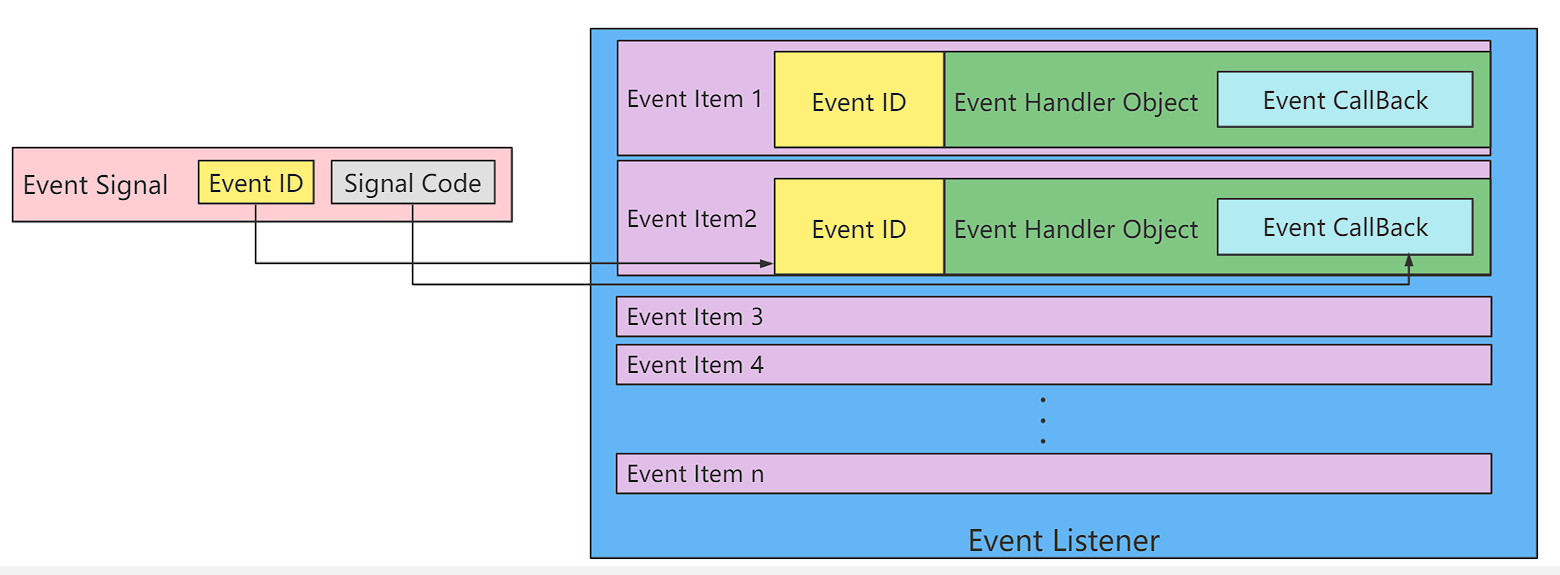 Event Signal
Event ID
Signal Code
Event Item 1
Event ID
Event Handler Object
Event CallBack
Event Item2
Event ID
Event Handler Object
Event CallBack
Event Item 3
Event Item 4
Event Item n
Event Listener